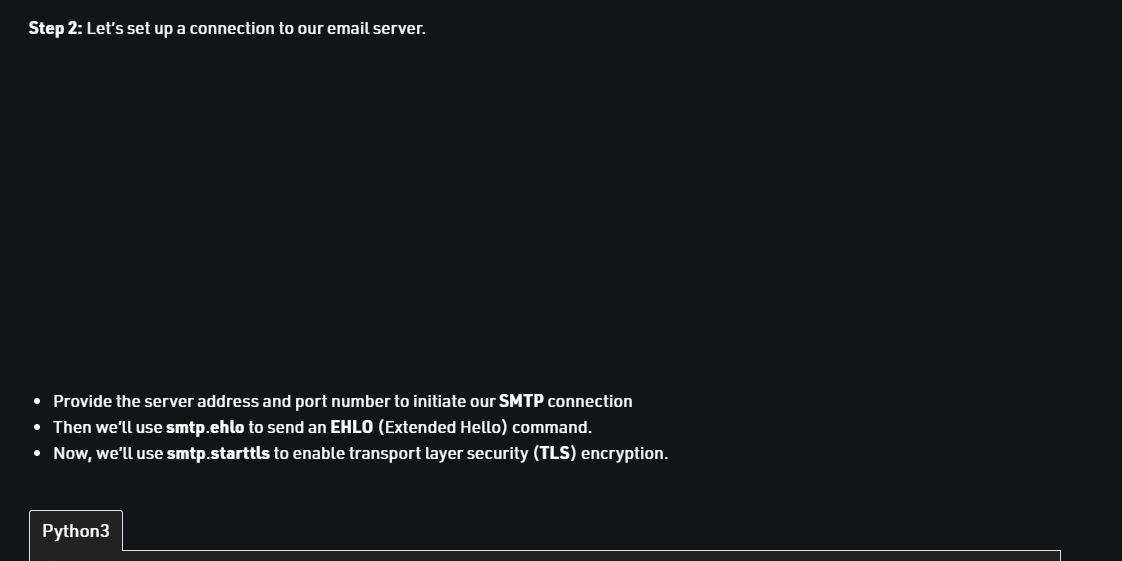 Step 2: Let's set up a connection to our email server.
• Provide the server address and port number to initiate our SMTP connection
• Then we'll use smtp.ehlo to send an EHLO (Extended Hello) command.
• Now, we'll use smtp.starttls to enable transport layer security (TLS) encryption.
Python3